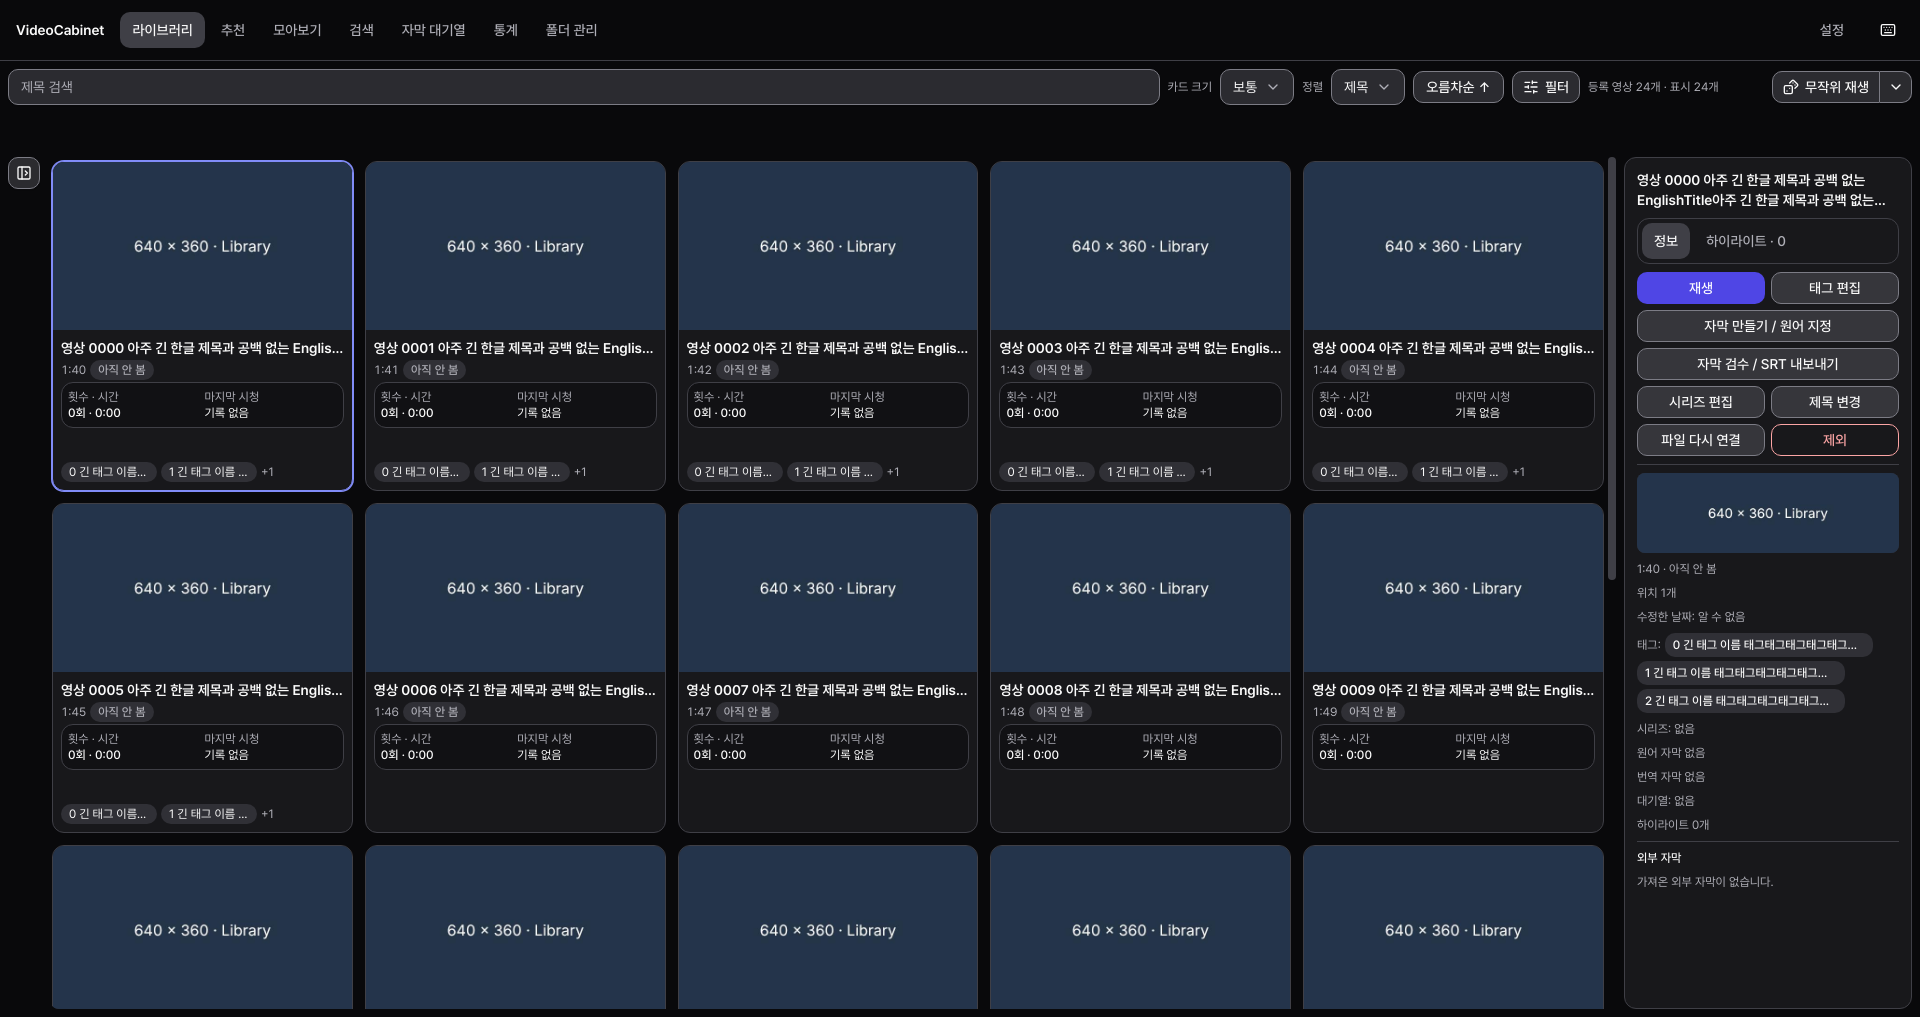 VideoCabinet 라이브러리 추천 모아보기 검색 자막 대기열 통계 폴더 관리 설정
제목 검색 카드 크기 보통 정렬 제목 오름차순 ↑ 필터 등록 영상 24개 · 표시 24개 무작위 재생
640 × 360 · Library
영상 0000 아주 긴 한글 제목과 공백 없는 Englis...
1:40 아직 안 봄
횟수 · 시간 마지막 시청
0회 · 0:00 기록 없음
0 긴 태그 이름... 1 긴 태그 이름 ... +1
640 × 360 · Library
영상 0001 아주 긴 한글 제목과 공백 없는 Englis...
1:41 아직 안 봄
횟수 · 시간 마지막 시청
0회 · 0:00 기록 없음
0 긴 태그 이름... 1 긴 태그 이름 ... +1
640 × 360 · Library
영상 0002 아주 긴 한글 제목과 공백 없는 Englis...
1:42 아직 안 봄
횟수 · 시간 마지막 시청
0회 · 0:00 기록 없음
0 긴 태그 이름... 1 긴 태그 이름 ... +1
640 × 360 · Library
영상 0003 아주 긴 한글 제목과 공백 없는 Englis...
1:43 아직 안 봄
횟수 · 시간 마지막 시청
0회 · 0:00 기록 없음
0 긴 태그 이름... 1 긴 태그 이름 ... +1
640 × 360 · Library
영상 0004 아주 긴 한글 제목과 공백 없는 Englis...
1:44 아직 안 봄
횟수 · 시간 마지막 시청
0회 · 0:00 기록 없음
0 긴 태그 이름... 1 긴 태그 이름 ... +1
640 × 360 · Library
영상 0005 아주 긴 한글 제목과 공백 없는 Englis...
1:45 아직 안 봄
횟수 · 시간 마지막 시청
0회 · 0:00 기록 없음
0 긴 태그 이름... 1 긴 태그 이름 ... +1
640 × 360 · Library
영상 0006 아주 긴 한글 제목과 공백 없는 Englis...
1:46 아직 안 봄
횟수 · 시간 마지막 시청
0회 · 0:00 기록 없음
640 × 360 · Library
영상 0007 아주 긴 한글 제목과 공백 없는 Englis...
1:47 아직 안 봄
횟수 · 시간 마지막 시청
0회 · 0:00 기록 없음
640 × 360 · Library
영상 0008 아주 긴 한글 제목과 공백 없는 Englis...
1:48 아직 안 봄
횟수 · 시간 마지막 시청
0회 · 0:00 기록 없음
640 × 360 · Library
영상 0009 아주 긴 한글 제목과 공백 없는 Englis...
1:49 아직 안 봄
횟수 · 시간 마지막 시청
0회 · 0:00 기록 없음
640 × 360 · Library
640 × 360 · Library
640 × 360 · Library
640 × 360 · Library
640 × 360 · Library
영상 0000 아주 긴 한글 제목과 공백 없는
EnglishTitle아주 긴 한글 제목과 공백 없는...
정보 하이라이트 · 0
재생 태그 편집
자막 만들기 / 원어 지정
자막 검수 / SRT 내보내기
시리즈 편집 제목 변경
파일 다시 연결 제외
640 × 360 · Library
1:40 · 아직 안 봄
위치 1개
수정한 날짜: 알 수 없음
태그: 0 긴 태그 이름 태그태그태그태그태그...
1 긴 태그 이름 태그태그태그태그태그...
2 긴 태그 이름 태그태그태그태그태그...
시리즈: 없음
원어 자막 없음
번역 자막 없음
대기열: 없음
하이라이트 0개
외부 자막
가져온 외부 자막이 없습니다.